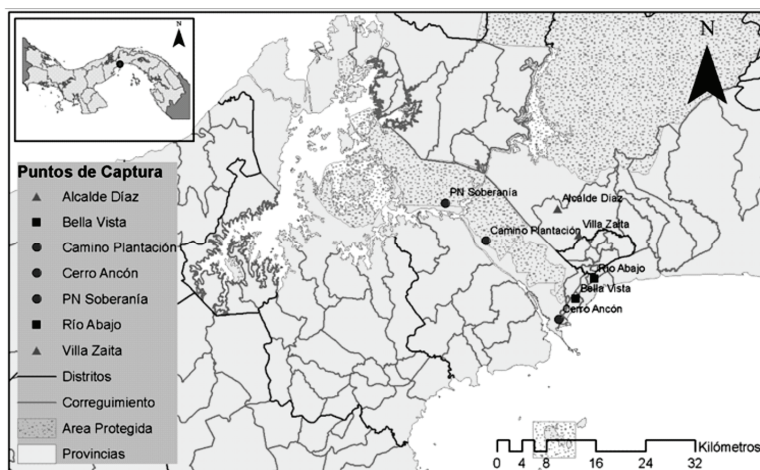 N
N
Puntos de Captura
Alcalde Díaz
Bella Vista
Camino Plantación
Cerro Ancón
PN Soberanía
Río Abajo
Villa Zaita
Distritos
Correguimiento
Area Protegida
Provincias
PN Soberanía
Alcalde Díaz
Villa Zaita
Camino Plantación
Río Abajo
Bella Vista
Cerro Ancón
Kilómetros
0 4 8 16 24 32